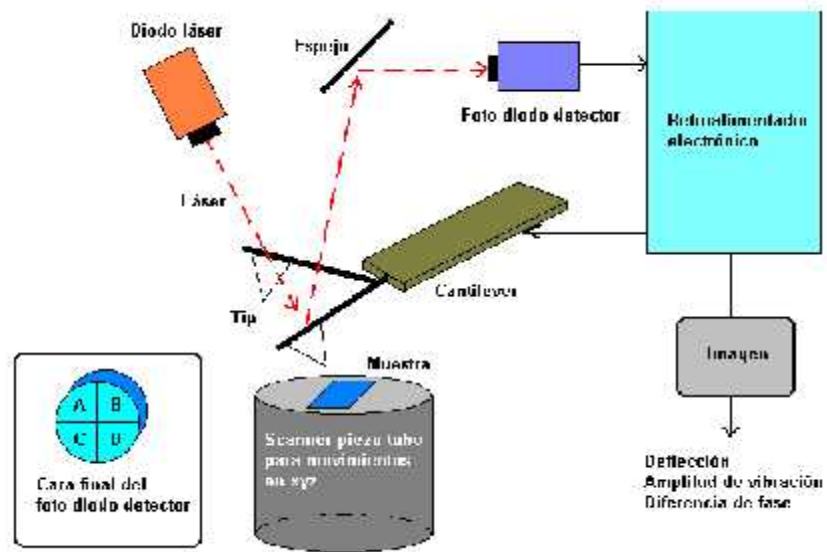 Diodo láser
Espejo
Foto diodo detector
Retroalimentador
electrónico
Láser
Tip
Cantilever
Imagen
Muestra
Scanner piezo tubo
para movimientos
en xyz
A B
C D
Cara final del
foto diodo detector
Deflección
Amplitud de vibración
Diferencia de fase